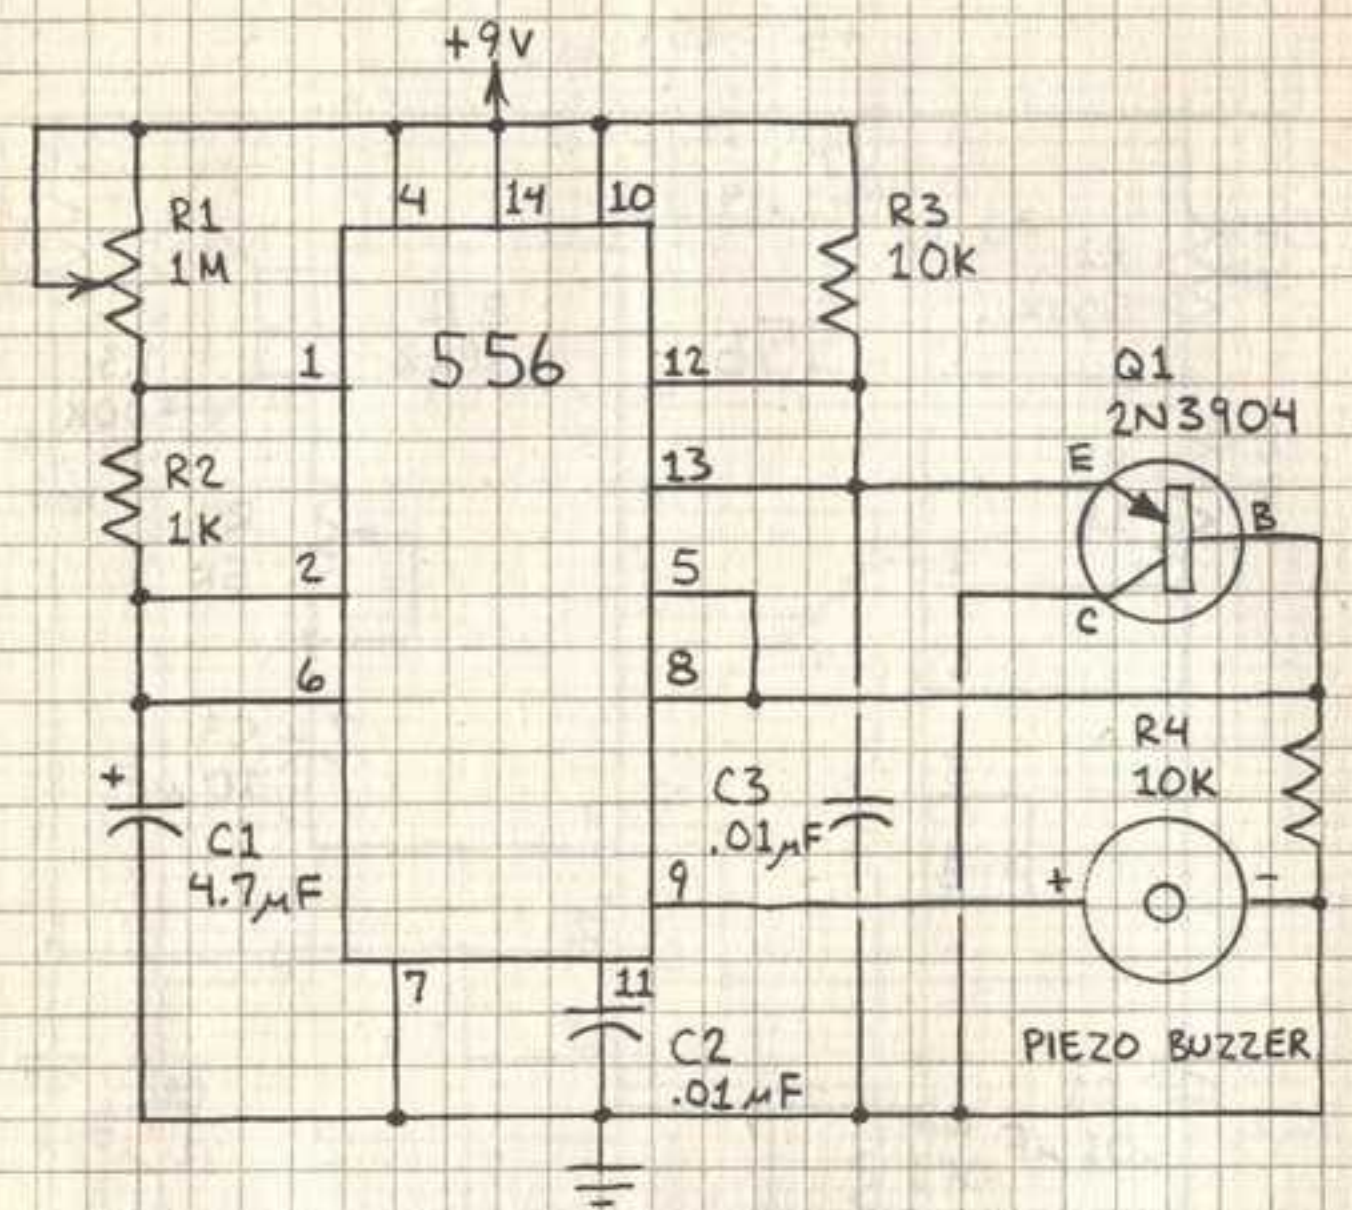 +9V
4
14
10
R1
1M
R3
10K
1
556
12
Q1
2N3904
R2
1K
13
E
B
2
5
C
6
8
R4
10K
+
C1
4.7μF
C3
.01μF
9
+
-
7
11
C2
.01μF
PIEZO BUZZER